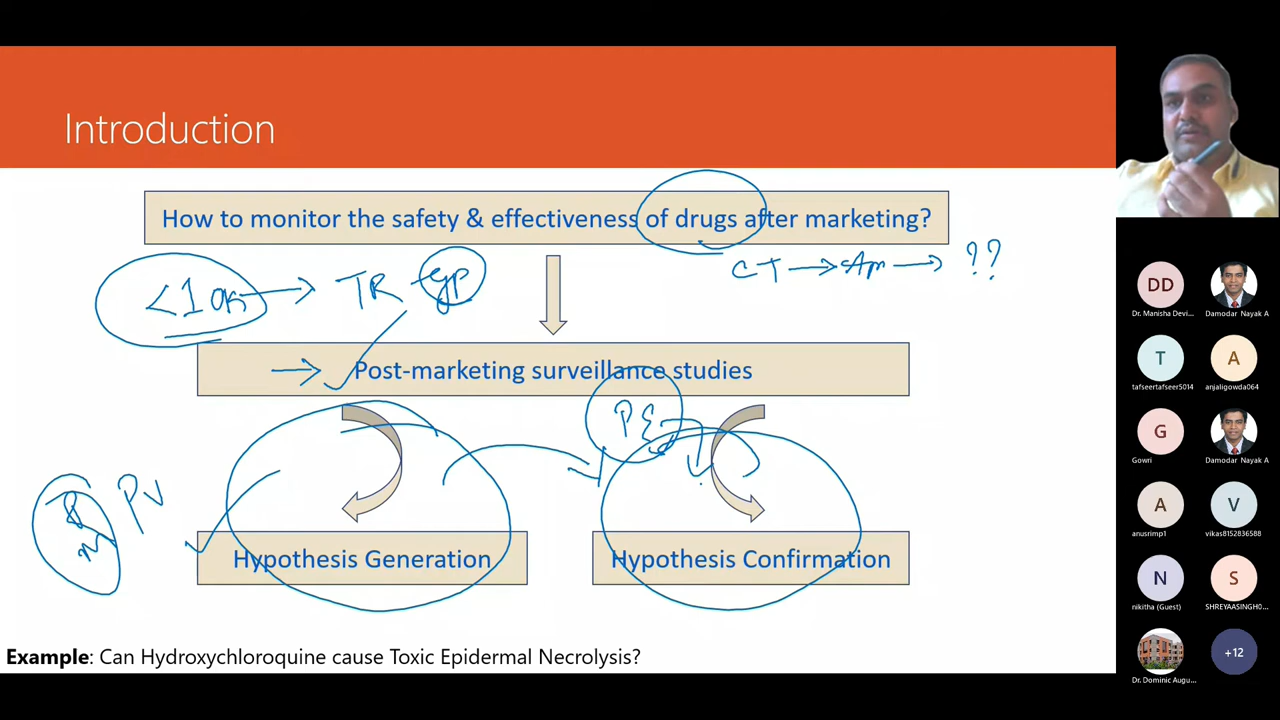 Introduction
How to monitor the safety & effectiveness of drugs after marketing?
CT → → ??
<10K → TR
Post-marketing surveillance studies
PE
PV
Hypothesis Generation
Hypothesis Confirmation
Example: Can Hydroxychloroquine cause Toxic Epidermal Necrolysis?
DD
Dr. Manisha Devi...
Damodar Nayak A
T
tafseertafseer5014
A
anjaligowda064
G
Gowri
Damodar Nayak A
A
anusrimp1
V
vikas8152836588
N
nikitha (Guest)
S
SHREYAASINGH0...
Dr. Dominic Augu...
+12